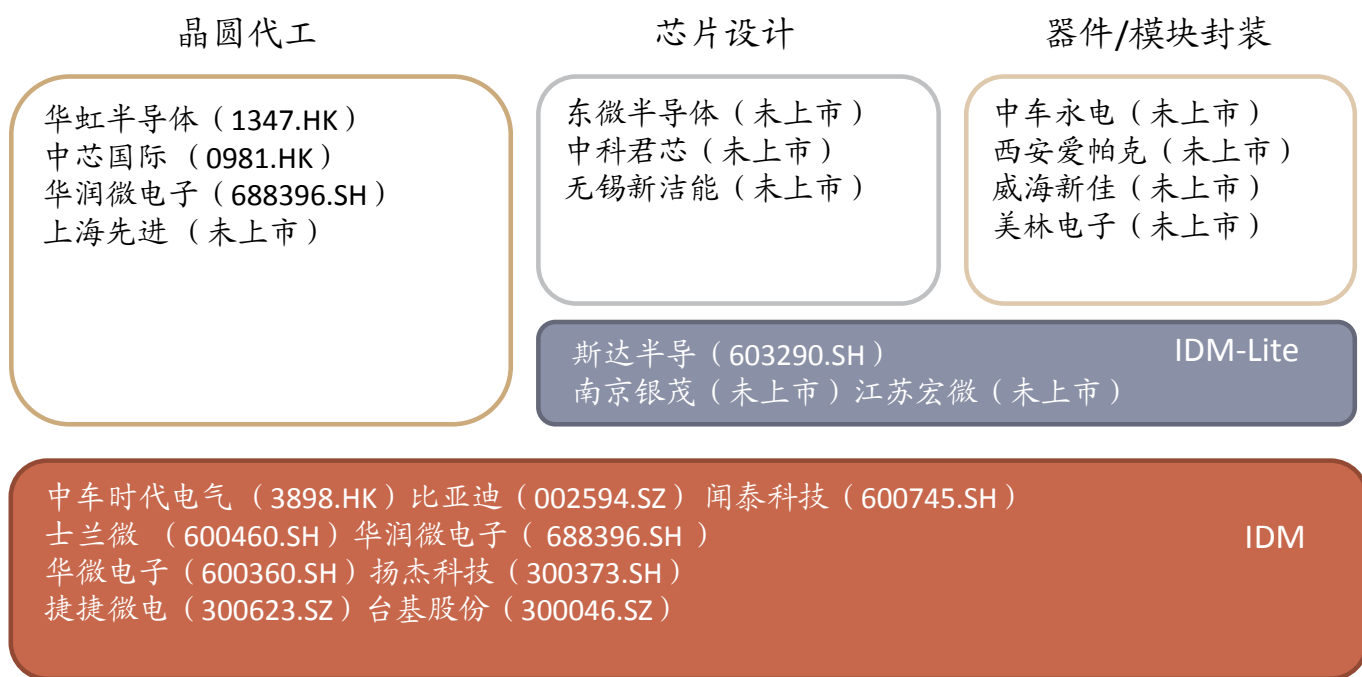 晶圆代工
芯片设计
器件/模块封装
华虹半导体（1347.HK）
中芯国际 （0981.HK）
华润微电子（688396.SH）
上海先进 （未上市）
东微半导体（未上市）
中科君芯（未上市）
无锡新洁能（未上市）
中车永电（未上市）
西安爱帕克（未上市）
威海新佳（未上市）
美林电子（未上市）
斯达半导（603290.SH）
IDM-Lite
南京银茂（未上市）江苏宏微（未上市）
中车时代电气 （3898.HK）比亚迪（002594.SZ） 闻泰科技（600745.SH）
士兰微 （600460.SH）华润微电子（ 688396.SH ）
IDM
华微电子（600360.SH）扬杰科技（300373.SH）
捷捷微电（300623.SZ）台基股份（300046.SZ）